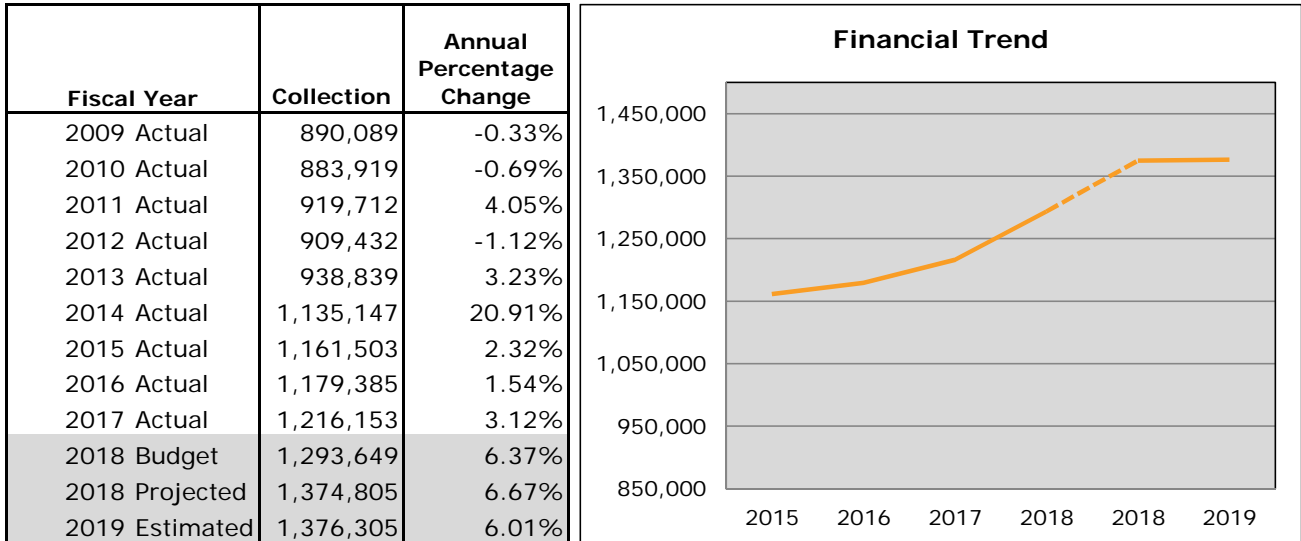 Fiscal Year Collection Annual Percentage Change
2009 Actual 890,089 -0.33%
2010 Actual 883,919 -0.69%
2011 Actual 919,712 4.05%
2012 Actual 909,432 -1.12%
2013 Actual 938,839 3.23%
2014 Actual 1,135,147 20.91%
2015 Actual 1,161,503 2.32%
2016 Actual 1,179,385 1.54%
2017 Actual 1,216,153 3.12%
2018 Budget 1,293,649 6.37%
2018 Projected 1,374,805 6.67%
2019 Estimated 1,376,305 6.01%
Financial Trend
1,450,000
1,350,000
1,250,000
1,150,000
1,050,000
950,000
850,000
2015 2016 2017 2018 2018 2019